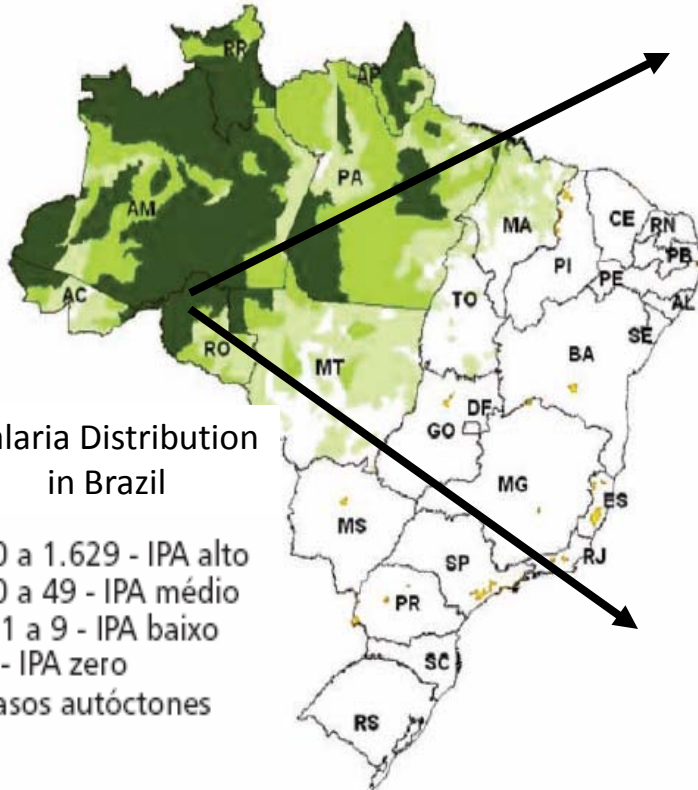 RR
AP
AM
PA
MA
CE
RN
PB
PI
PE
AL
AC
TO
SE
RO
MT
BA
DF
GO
MG
ES
MS
SP
RJ
PR
SC
RS
alaria Distribution
in Brazil
0 a 1.629 - IPA alto
0 a 49 - IPA médio
1 a 9 - IPA baixo
- IPA zero
asos autóctones